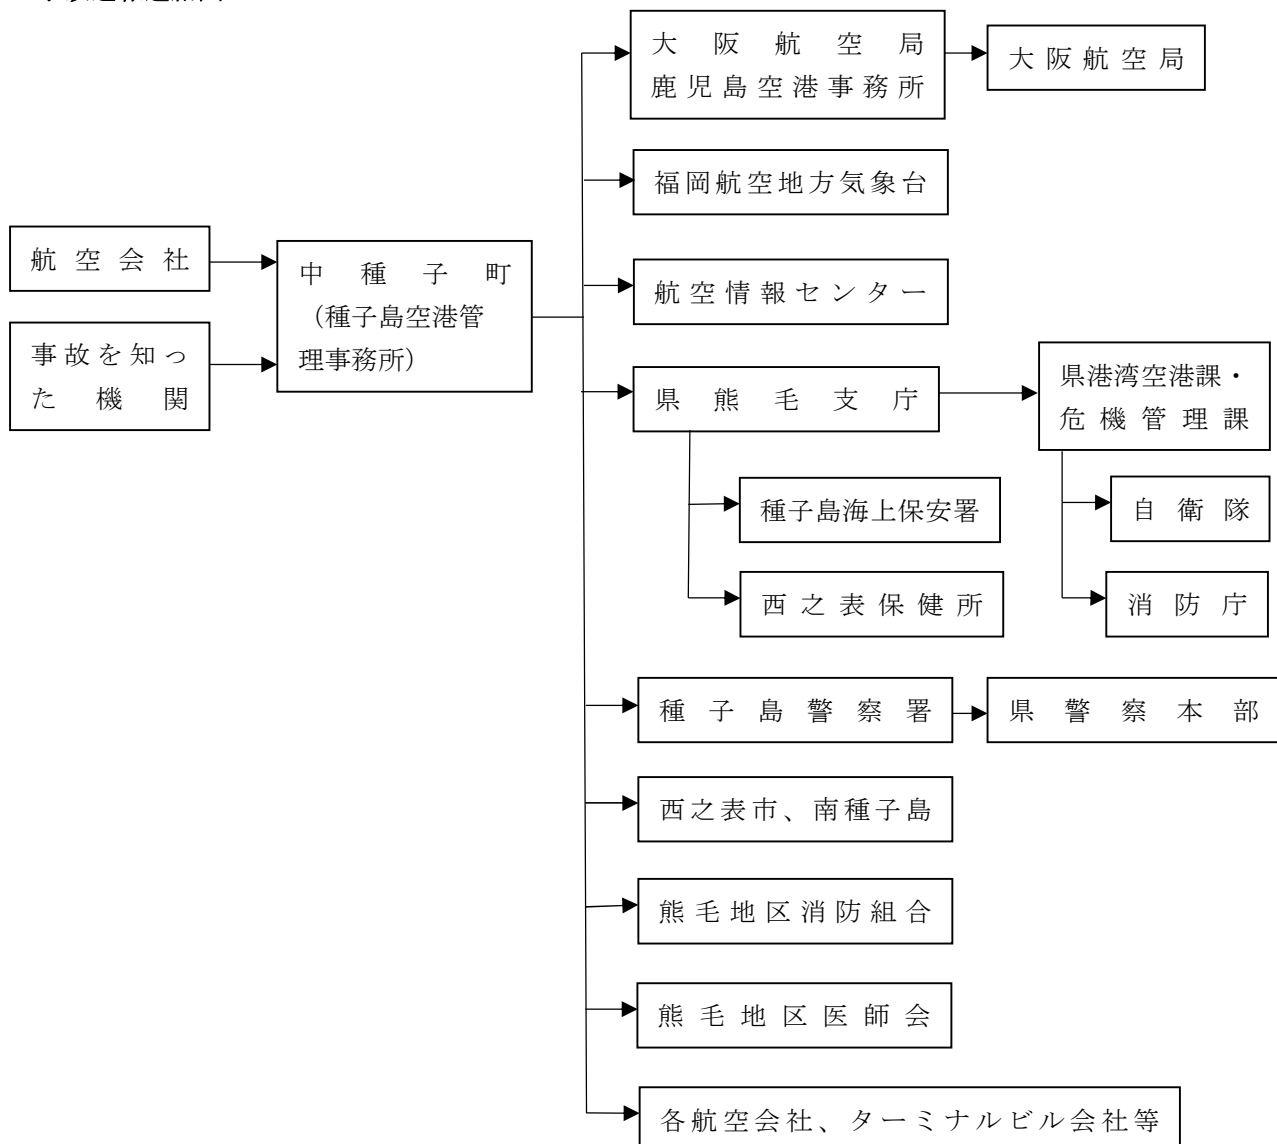 大阪航空局
鹿児島空港事務所
大阪航空局
福岡航空地方気象台
航空会社
中種子町
（種子島空港管
理事務所）
航空情報センター
事故を知っ
た機関
県熊毛支庁
県港湾空港課・
危機管理課
種子島海上保安署
自衛隊
西之表保健所
消防庁
種子島警察署
県警察本部
西之表市、南種子島
熊毛地区消防組合
熊毛地区医師会
各航空会社、ターミナルビル会社等